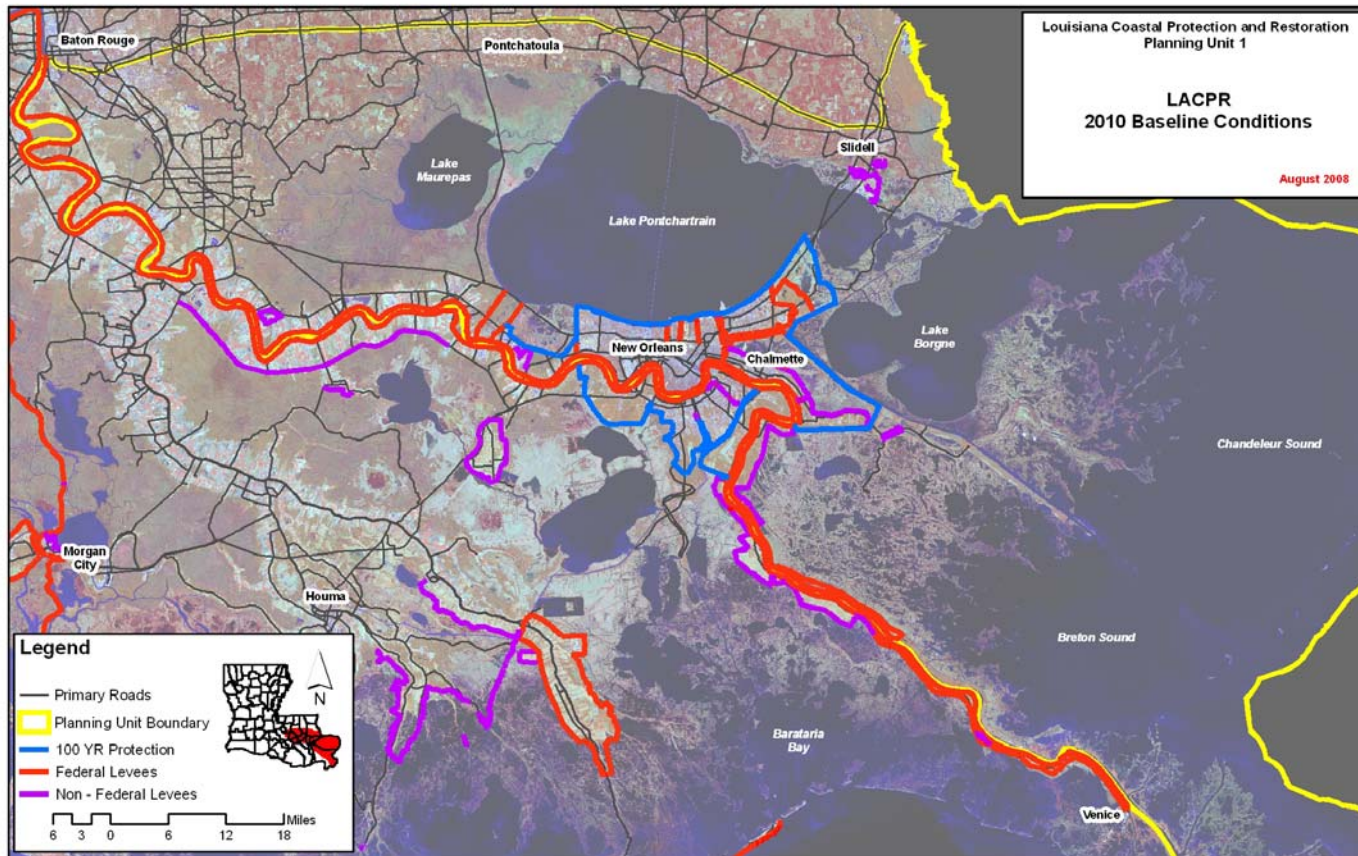 Louisiana Coastal Protection and Restoration
Planning Unit 1
LACPR
2010 Baseline Conditions
August 2008
Baton Rouge
Pontchatoula
Slidell
Lake
Maurepas
Lake Pontchartrain
New Orleans
Chalmette
Lake
Borgne
Chandeleur Sound
Morgan
City
Houma
Breton Sound
Barataria
Bay
Venice
Legend
N
Primary Roads
Planning Unit Boundary
100 YR Protection
Federal Levees
Non - Federal Levees
Miles
6 3 0 6 12 18